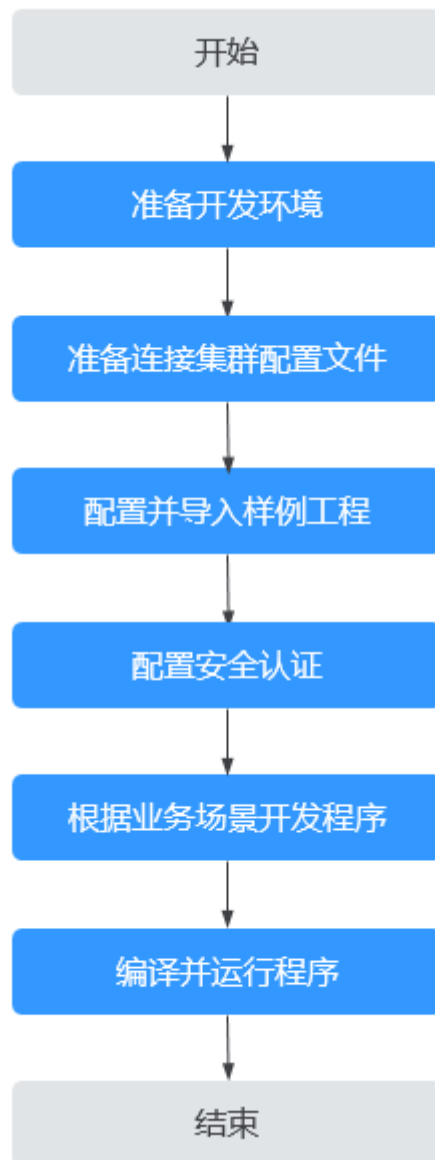 开始
准备开发环境
准备连接集群配置文件
配置并导入样例工程
配置安全认证
根据业务场景开发程序
编译并运行程序
结束